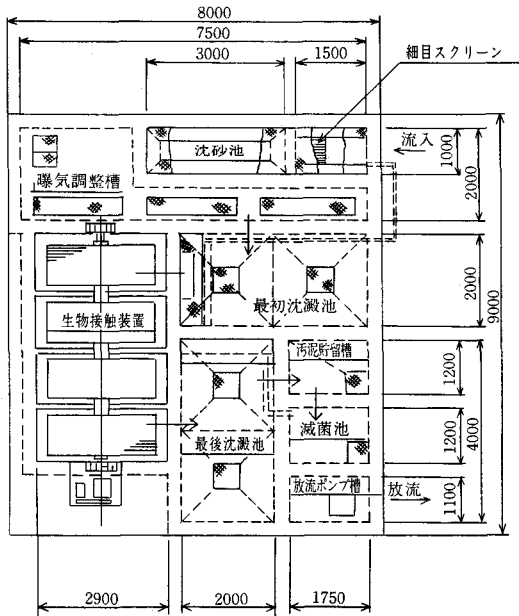 8000
7500
3000
1500
細目スクリーン
沈砂池
流入
1000
2000
曝気調整槽
2000
9000
最初沈澱池
生物接触装置
汚泥貯留槽
1200
4000
滅菌池
1200
最後沈澱池
放流ポンプ槽
放流
1100
2900
2000
1750